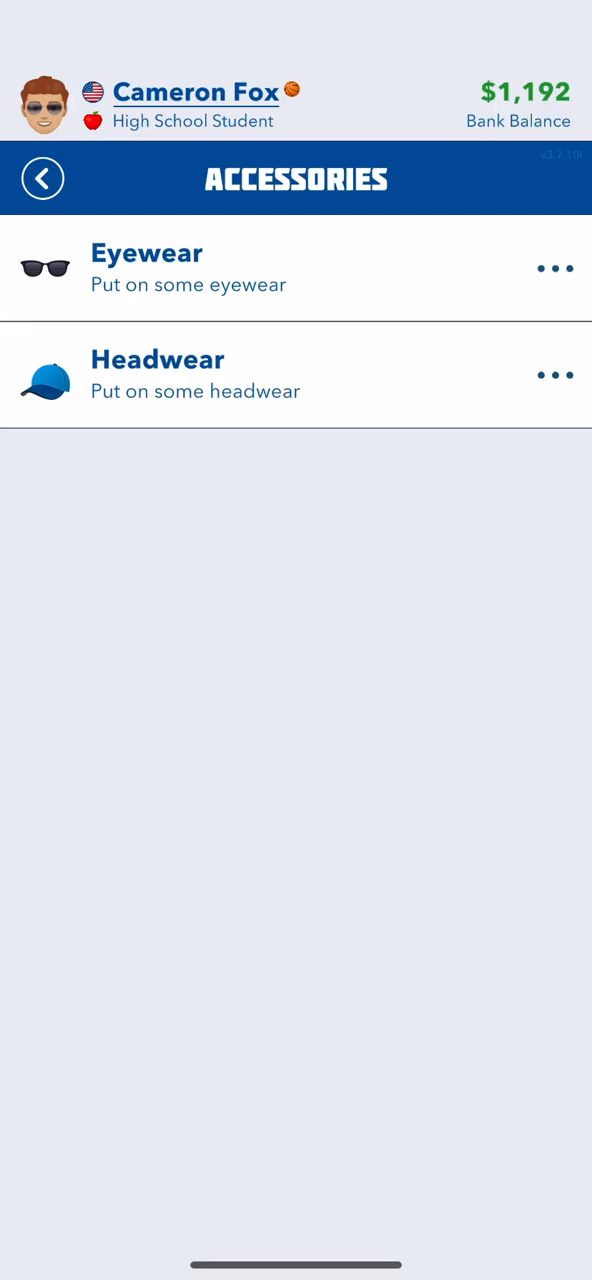 Cameron Fox
$1,192
High School Student
Bank Balance
v3.7.10i
ACCESSORIES
Eyewear
Put on some eyewear
Headwear
Put on some headwear